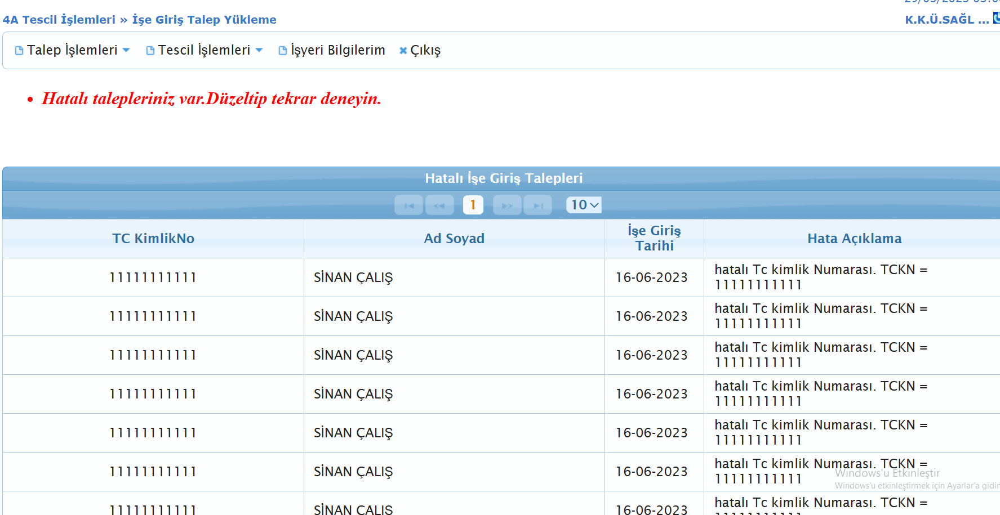 4A Tescil İşlemleri » İşe Giriş Talep Yükleme
K.K.Ü.SAĞL ...
Talep İşlemleri Tescil İşlemleri İşyeri Bilgilerim Çıkış
Hatalı talepleriniz var.Düzeltip tekrar deneyin.
Hatalı İşe Giriş Talepleri
1 10
TC KimlikNo Ad Soyad İşe Giriş Tarihi Hata Açıklama
11111111111 SİNAN ÇALIŞ 16-06-2023 hatalı Tc kimlik Numarası. TCKN =
11111111111
11111111111 SİNAN ÇALIŞ 16-06-2023 hatalı Tc kimlik Numarası. TCKN =
11111111111
11111111111 SİNAN ÇALIŞ 16-06-2023 hatalı Tc kimlik Numarası. TCKN =
11111111111
11111111111 SİNAN ÇALIŞ 16-06-2023 hatalı Tc kimlik Numarası. TCKN =
11111111111
11111111111 SİNAN ÇALIŞ 16-06-2023 hatalı Tc kimlik Numarası. TCKN =
11111111111
11111111111 SİNAN ÇALIŞ 16-06-2023 hatalı Tc kimlik Numarası. TCKN =
11111111111
Windows'u Etkinleştir
Windows'u etkinleştirmek için Ayarlar'a
11111111111 SİNAN ÇALIŞ 16-06-2023 hatalı Tc kimlik Numarası. TCKN =